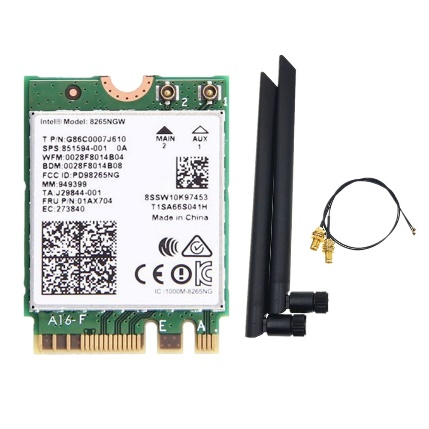 2 1
Intel® Model: 8265NGW
T P/N:G86C0007J610
SPS:851594-001 0A
WFM:0028F8014B04
BDM:0028F8014B08
FCC ID:PD98265NG
MM:949399
TA:J29844-001
FRU P/N:01AX704
EC:273840
MAIN AUX
2 1
8SSW10K97453
T1SA66S041H
Made in China
CE FC
IC :1000M-8265NG
A16-F E A